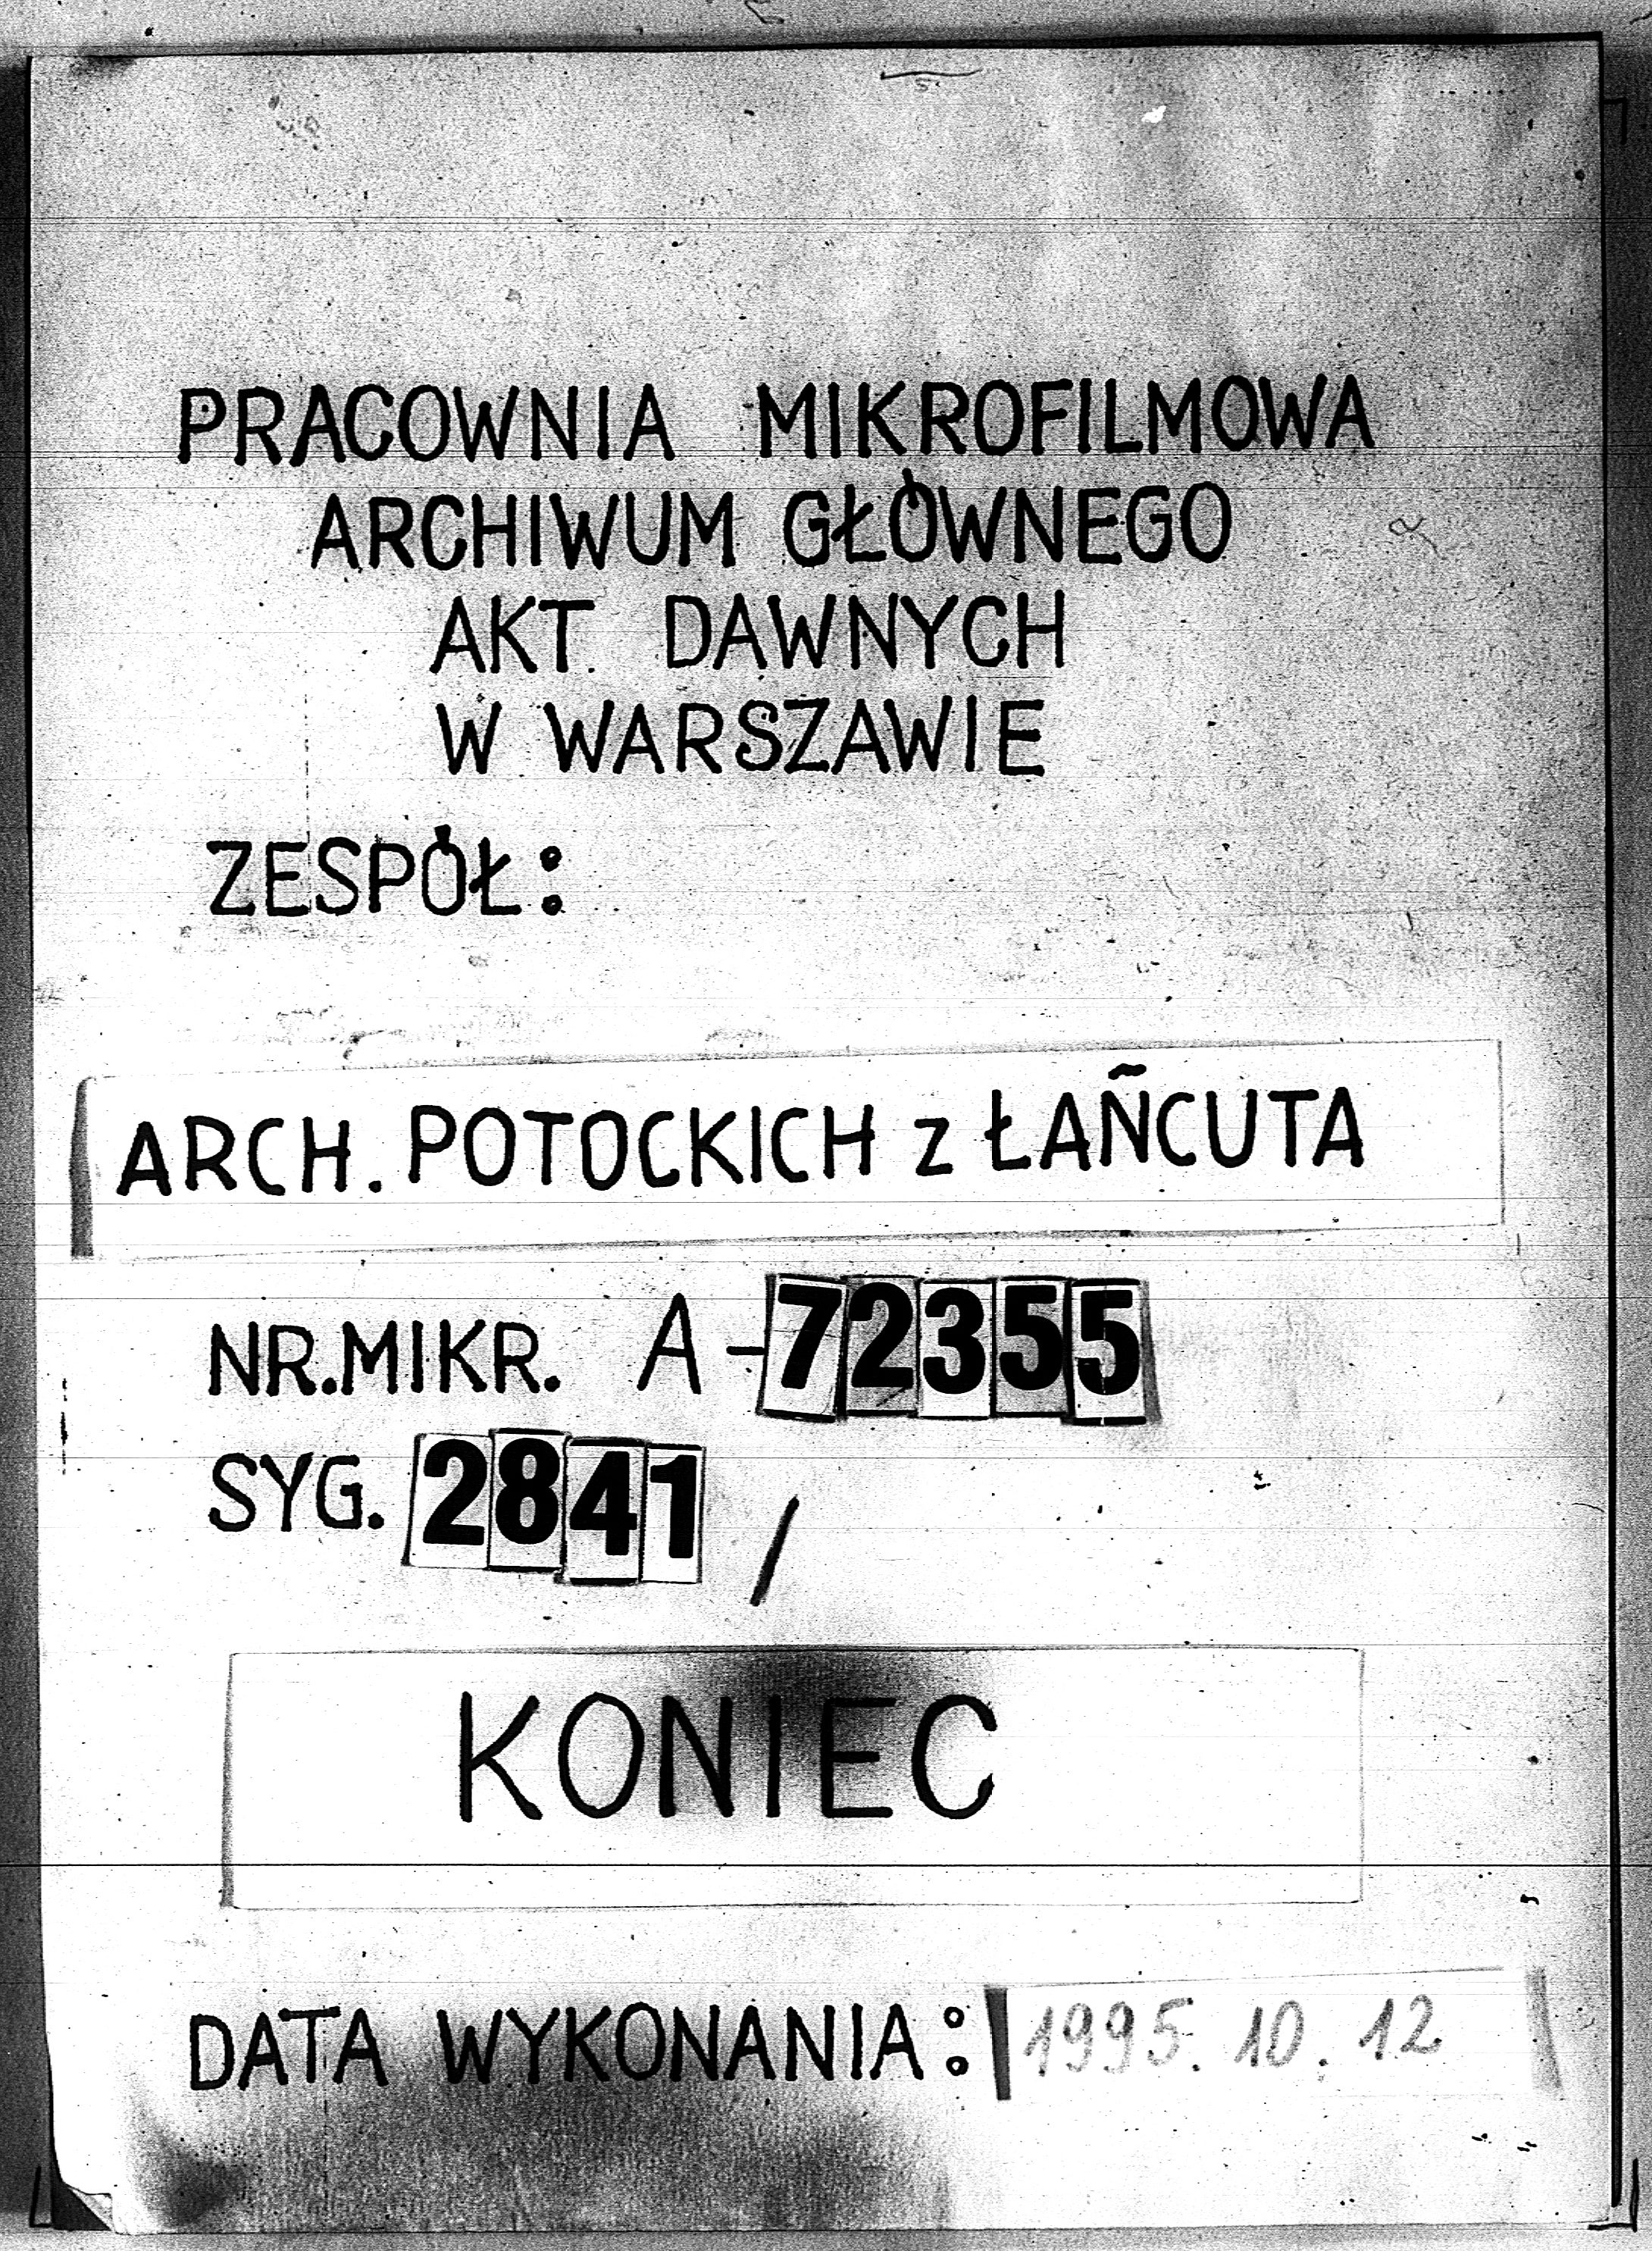 PRACOWNIA MIKROFILMOWA
ARCHIWUM GŁÓWNEGO
AKT. DAWNYCH
W WARSZAWIE
ZESPÓŁ:
ARCH. POTOCKICH z ŁAŃCUTA
NR. MIKR. A-72355
SYG. 2841 /
KONIEC
DATA WYKONANIA: 1995.10.12